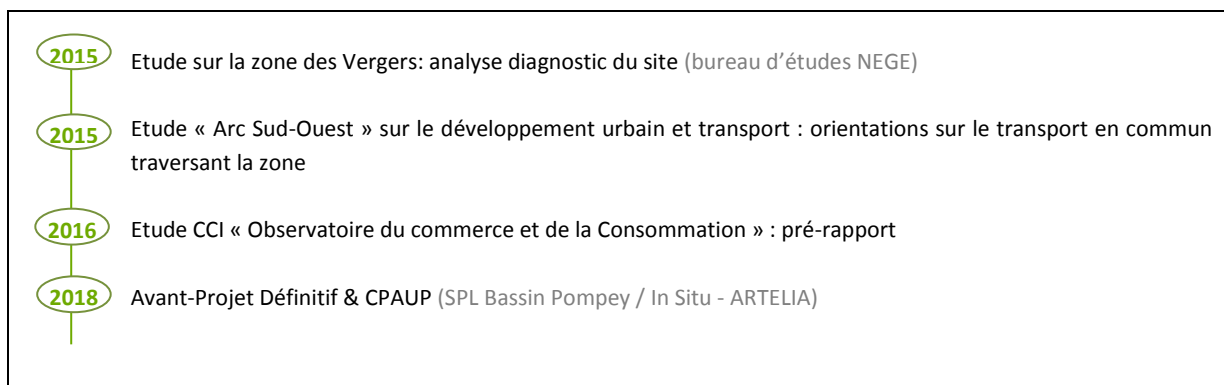 2015 Etude sur la zone des Vergers: analyse diagnostic du site (bureau d'études NEGE)
2015 Etude « Arc Sud-Ouest » sur le développement urbain et transport : orientations sur le transport en commun
traversant la zone
2016 Etude CCI « Observatoire du commerce et de la Consommation » : pré-rapport
2018 Avant-Projet Définitif & CPAUP (SPL Bassin Pompey / In Situ - ARTELIA)